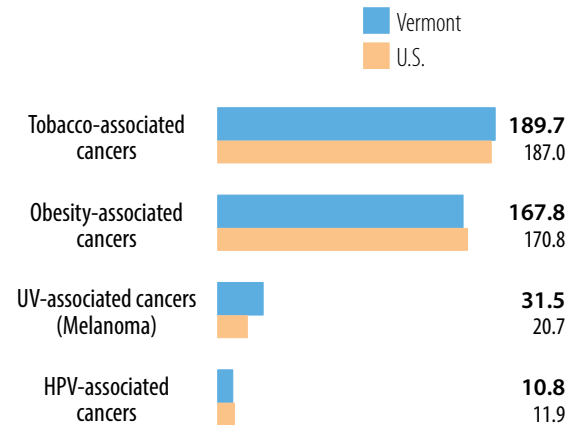 Vermont
U.S.
Tobacco-associated
cancers
189.7
187.0
Obesity-associated
cancers
167.8
170.8
UV-associated cancers
(Melanoma)
31.5
20.7
HPV-associated
cancers
10.8
11.9